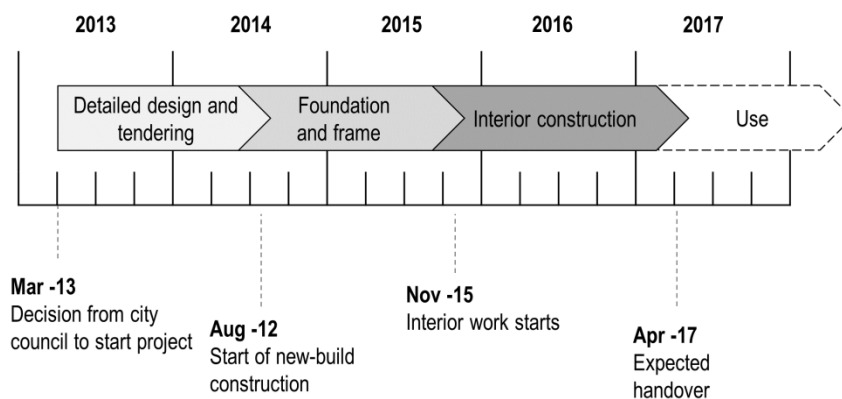 2013 2014 2015 2016 2017
Detailed design and
tendering
Foundation
and frame
Interior construction
Use
Mar -13
Decision from city
council to start project
Aug -12
Start of new-build
construction
Nov -15
Interior work starts
Apr -17
Expected
handover